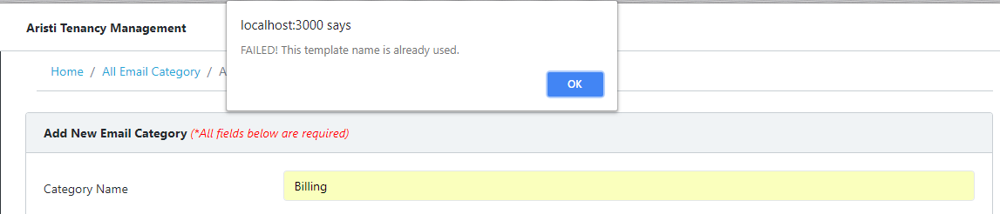 localhost:3000 says
FAILED! This template name is already used.
OK
Aristi Tenancy Management
Home / All Email Category / A
Add New Email Category (*All fields below are required)
Category Name
Billing